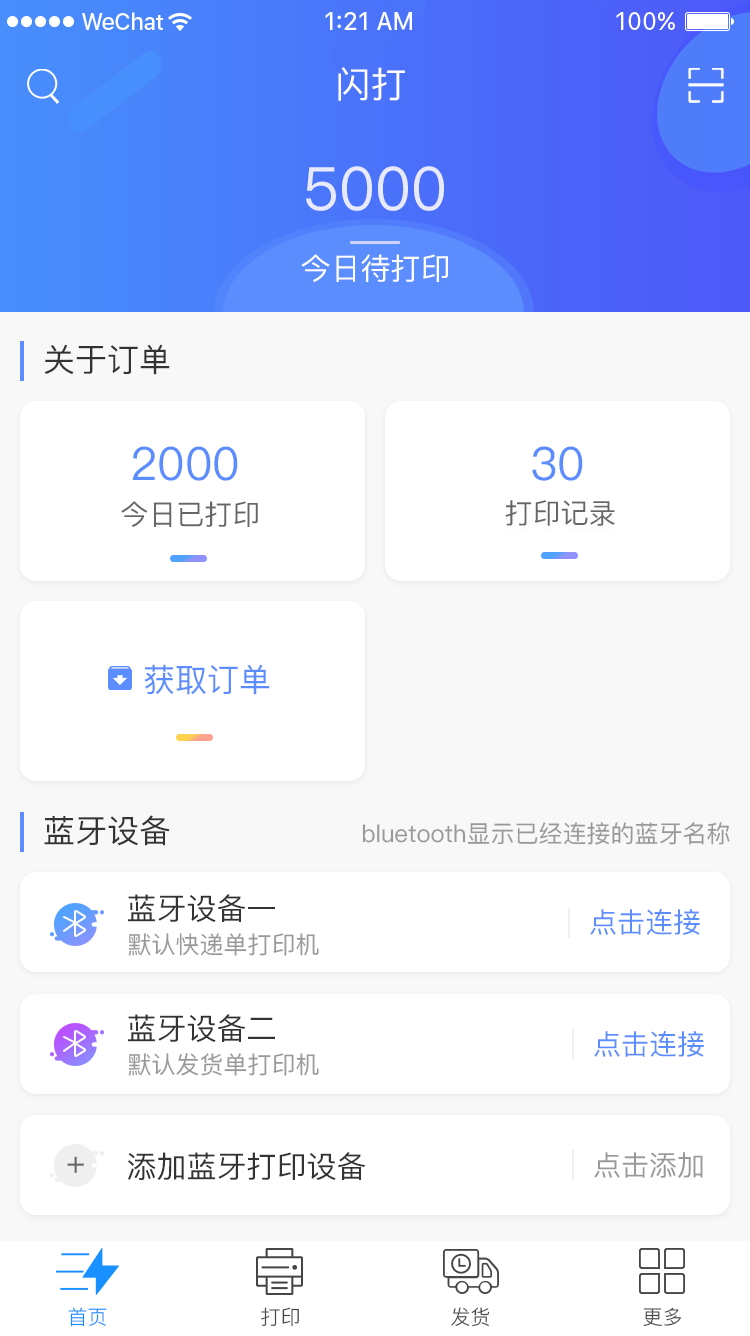 WeChat 1:21 AM 100%
闪打
5000
今日待打印
关于订单
2000 30
今日已打印 打印记录
获取订单
蓝牙设备 bluetooth显示已经连接的蓝牙名称
蓝牙设备一
默认快递单打印机
点击连接
蓝牙设备二
默认发货单打印机
点击连接
添加蓝牙打印设备 点击添加
首页 打印 发货 更多